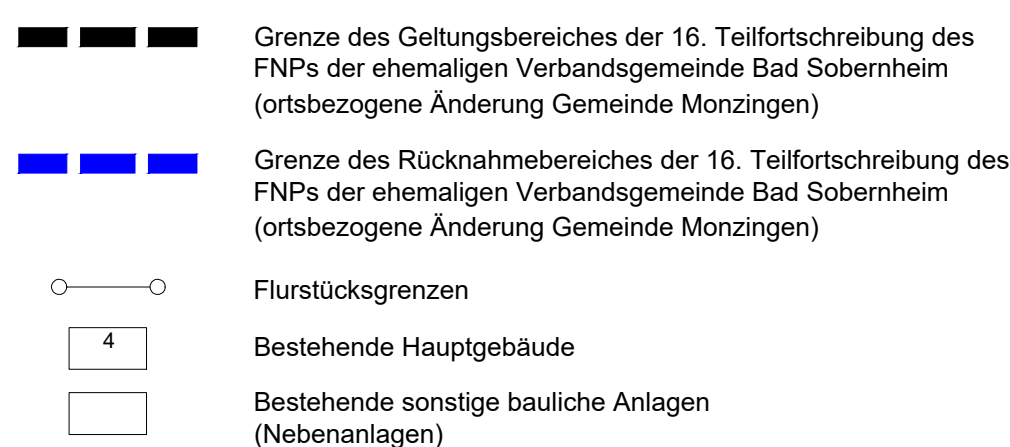 Grenze des Geltungsbereiches der 16. Teilfortschreibung des
FNPs der ehemaligen Verbandsgemeinde Bad Sobernheim
(ortsbezogene Änderung Gemeinde Monzingen)
Grenze des Rücknahmebereiches der 16. Teilfortschreibung des
FNPs der ehemaligen Verbandsgemeinde Bad Sobernheim
(ortsbezogene Änderung Gemeinde Monzingen)
Flurstücksgrenzen
4
Bestehende Hauptgebäude
Bestehende sonstige bauliche Anlagen
(Nebenanlagen)